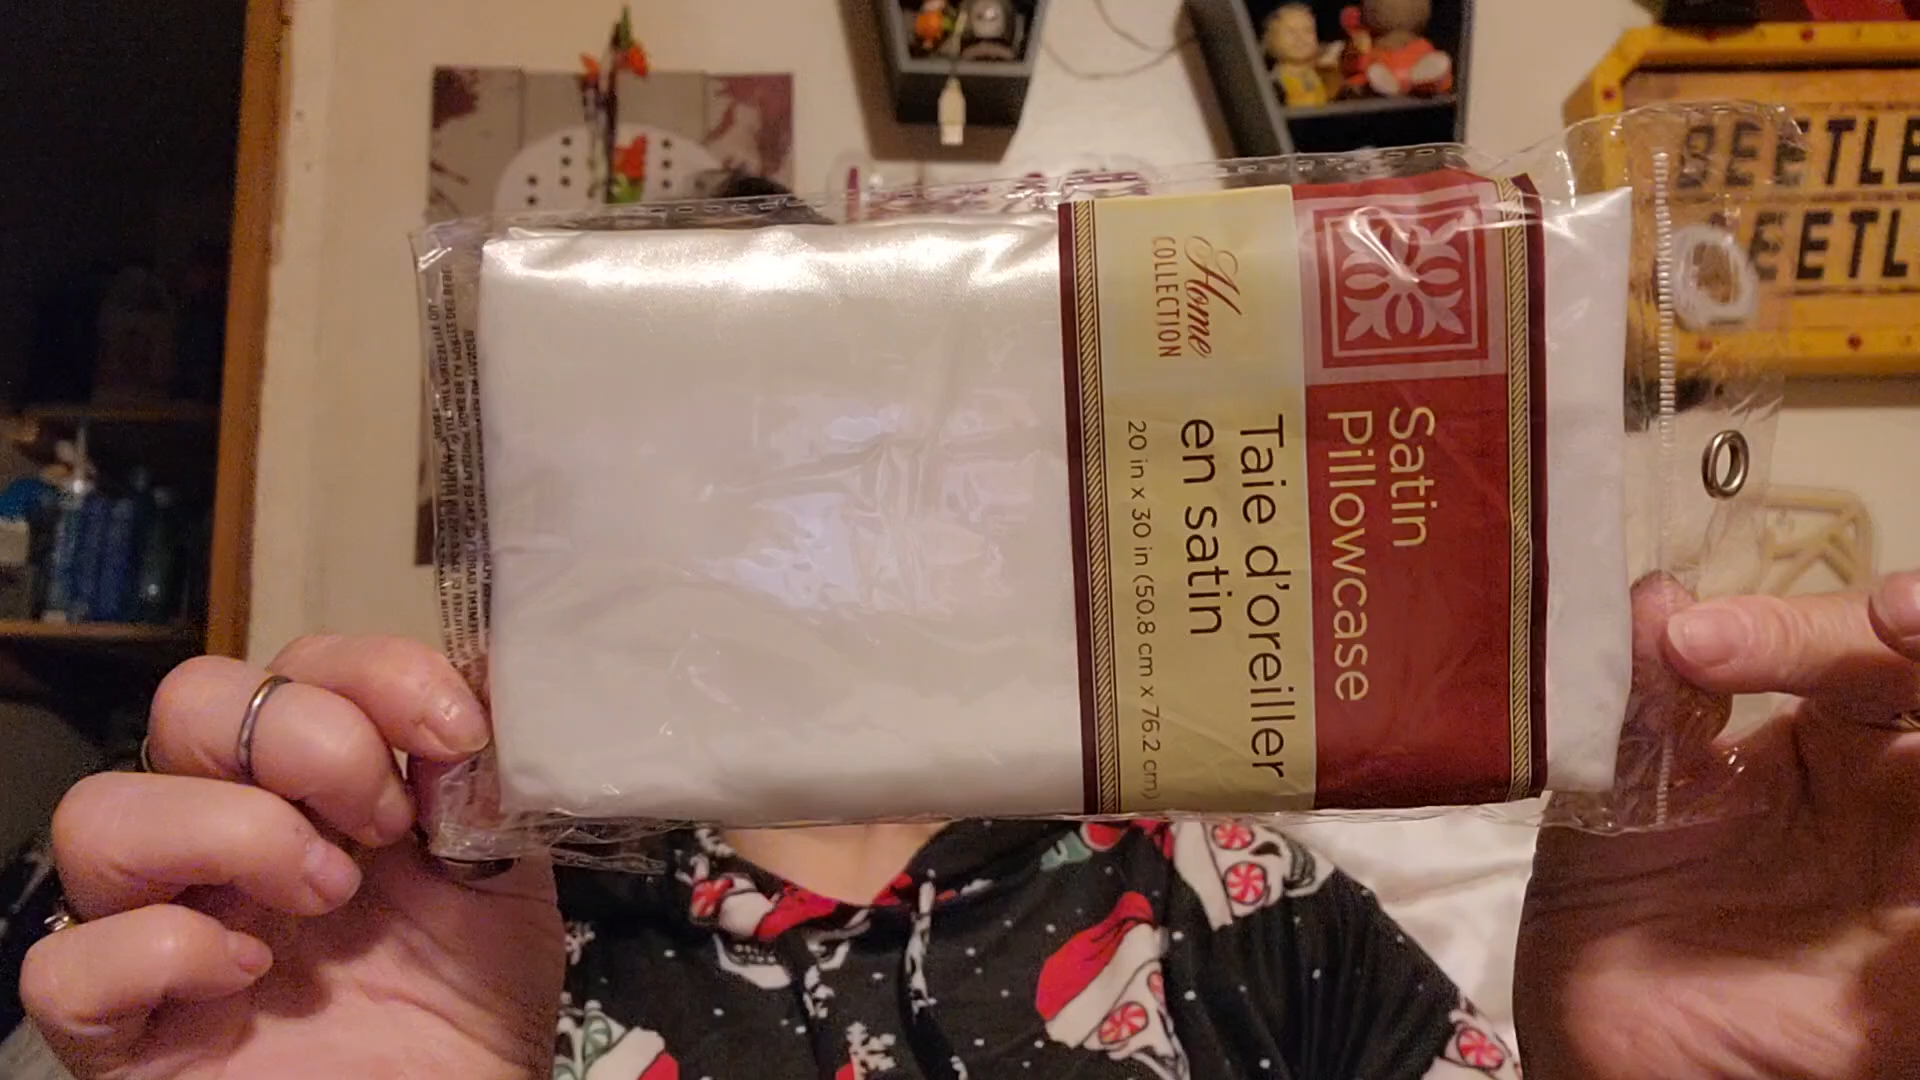 Home
COLLECTION
Satin
Pillowcase
Taie d'oreiller
en satin
20 in x 30 in (50.8 cm x 76.2 cm)
BEETLE
BEETL